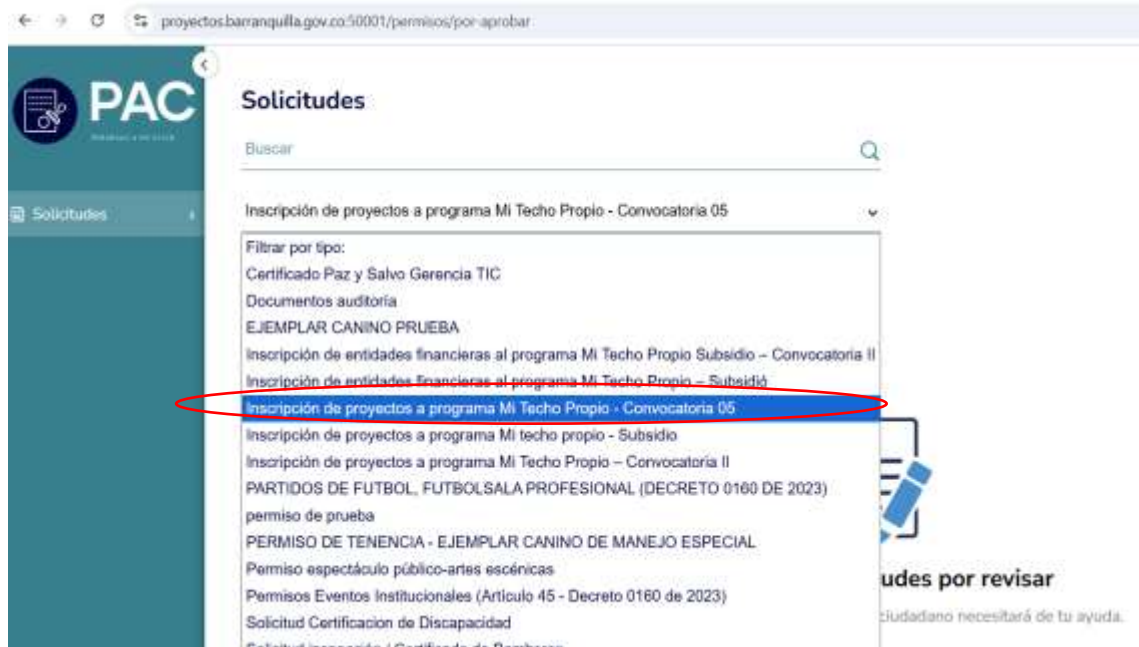 proyectos.barranquilla.gov.co:50001/permisos/por-aprobar
PAC
Solicitudes
Solicitudes
Buscar
Inscripción de proyectos a programa Mi Techo Propio - Convocatoria 05
Filtrar por tipo:
Certificado Paz y Salvo Gerencia TIC
Documentos auditoría
EJEMPLAR CANINO PRUEBA
Inscripción de entidades financieras al programa Mi Techo Propio Subsidio – Convocatoria II
Inscripción de entidades financieras al programa Mi Techo Propio – Subsidió
Inscripción de proyectos a programa Mi Techo Propio - Convocatoria 05
Inscripción de proyectos a programa Mi techo propio - Subsidio
Inscripción de proyectos a programa Mi Techo Propio – Convocatoria II
PARTIDOS DE FUTBOL, FUTBOLSALA PROFESIONAL (DECRETO 0160 DE 2023)
permiso de prueba
PERMISO DE TENENCIA - EJEMPLAR CANINO DE MANEJO ESPECIAL
Permiso espectáculo público-artes escénicas
Permisos Eventos Institucionales (Artículo 45 - Decreto 0160 de 2023)
Solicitud Certificacion de Discapacidad
udes por revisar
ciudadano necesitará de tu ayuda.